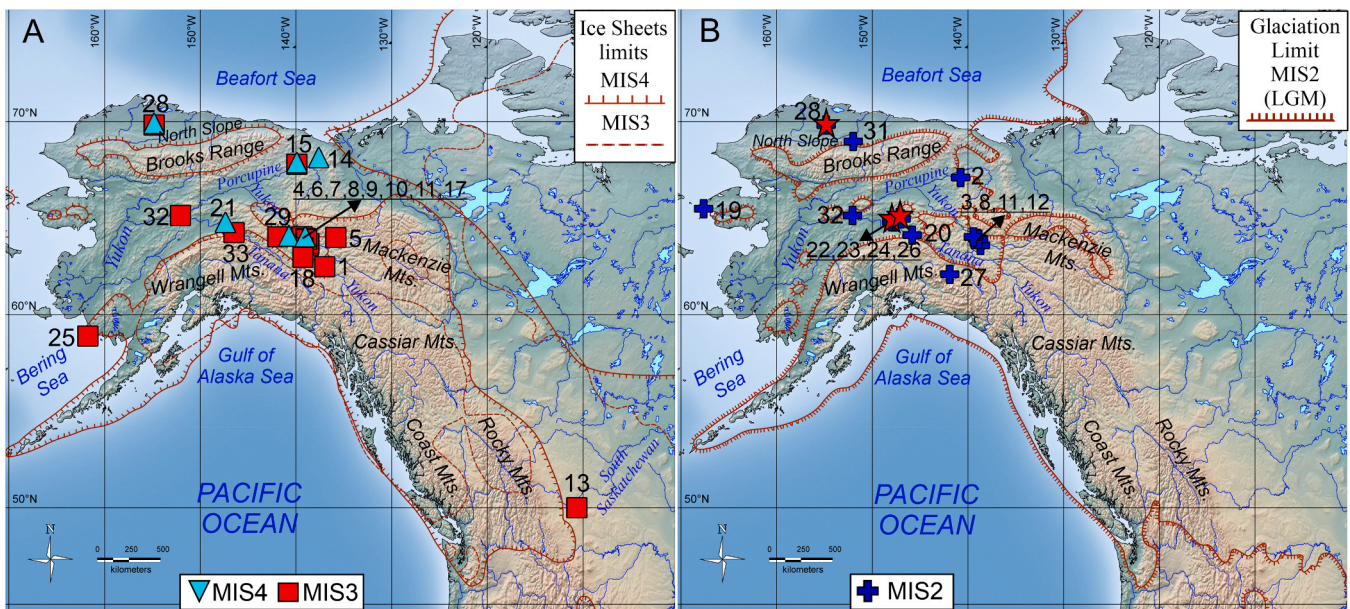 A
160°W
140°W
120°W
Ice Sheets
limits
MIS4
MIS3
Beafort Sea
70°N
28
North Slope
Brooks Range
15
14
Porcupine
Yukon
4,6,7,8,9,10,11,17
32
21
29
5
Mackenzie
Mts.
33
Tanana
18
1
Yukon
Wrangell Mts.
Yukon
60°N
25
Bering
Sea
Gulf of
Alaska Sea
Cassiar Mts.
Coast Mts.
Rocky Mts.
South
Saskatchewan
13
50°N
PACIFIC
OCEAN
N
0 250 500
kilometers
MIS4 MIS3
B
160°W
140°W
120°W
Glaciation
Limit
MIS2
(LGM)
Beafort Sea
70°N
28
31
North Slope
Brooks Range
Porcupine
2
Yukon
3,8,11,12
19
32
20
Mackenzie
Mts.
22,23,24,26
Tanana
27
Yukon
Wrangell Mts.
Yukon
60°N
Bering
Sea
Gulf of
Alaska Sea
Cassiar Mts.
Coast Mts.
Rocky Mts.
50°N
PACIFIC
OCEAN
N
0 250 500
kilometers
MIS2